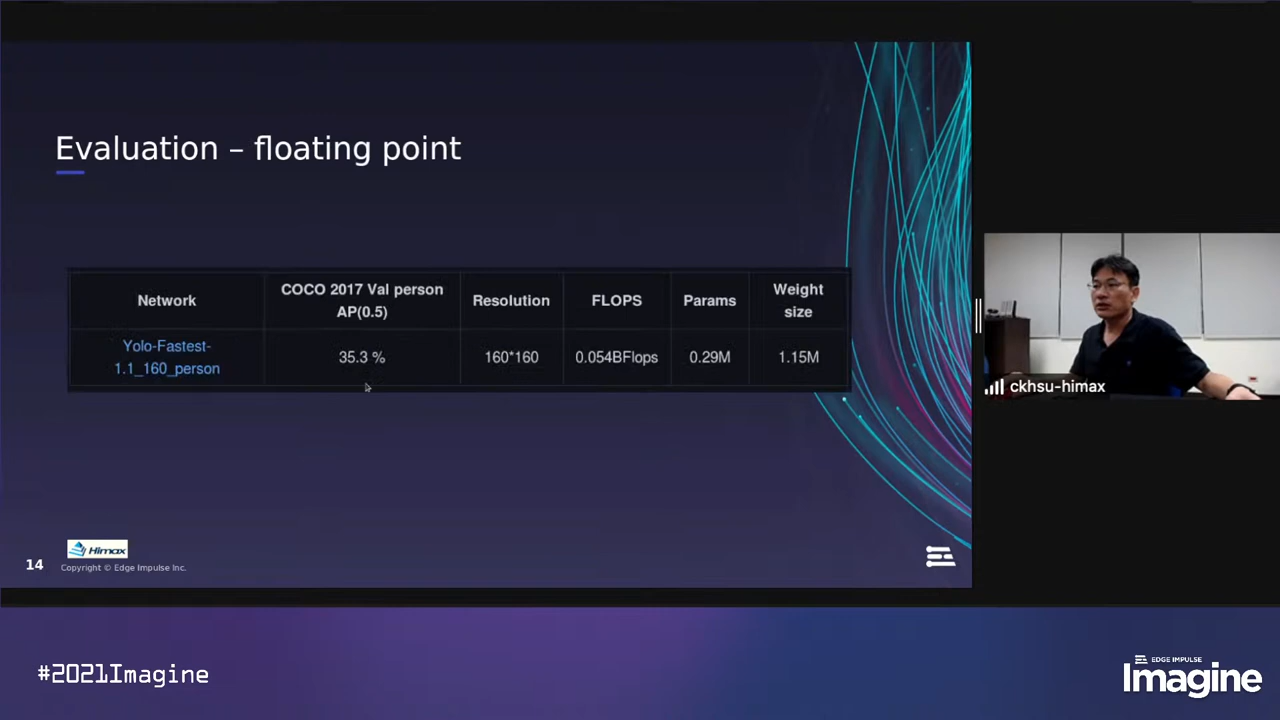 Evaluation – floating point
Network
COCO 2017 Val person
AP(0.5)
Resolution
FLOPS
Params
Weight
size
Yolo-Fastest-
1.1_160_person
35.3 %
160*160
0.054BFlops
0.29M
1.15M
ckhsu-himax
Himax
14
Copyright © Edge Impulse Inc.
#2021Imagine
EDGE IMPULSE
Imagine